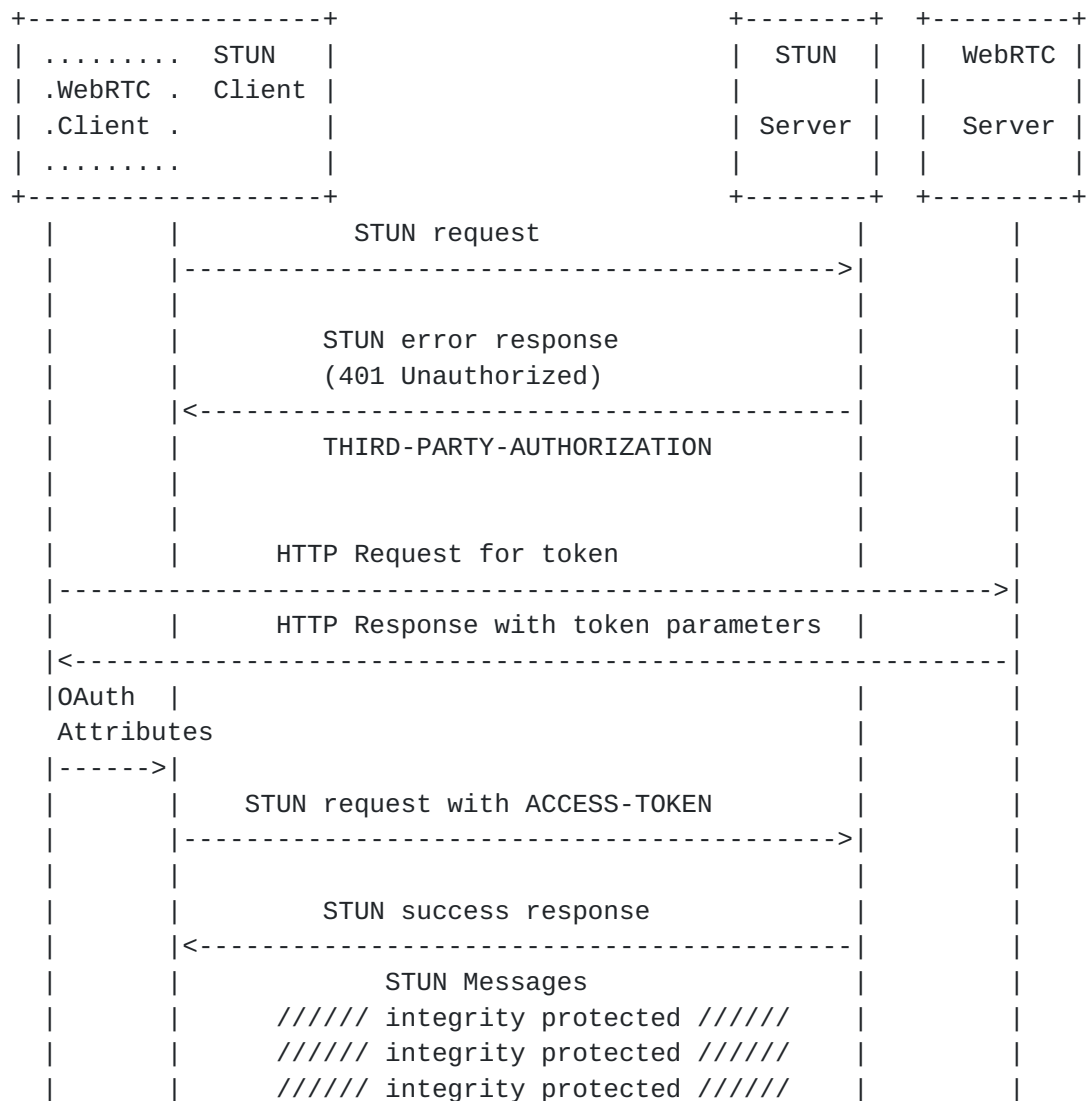 +-------------------+                         +--------+  +---------+
| .........  STUN   |                         |  STUN  |  |  WebRTC |
| .WebRTC .  Client |                         |        |  |         |
| .Client .         |                         | Server |  |  Server |
| .........         |                         |        |  |         |
+-------------------+                         +--------+  +---------+
  |       |           STUN request                    |         |
  |       |------------------------------------------>|         |
  |       |                                           |         |
  |       |         STUN error response               |         |
  |       |         (401 Unauthorized)                |         |
  |       |<------------------------------------------|         |
  |       |         THIRD-PARTY-AUTHORIZATION         |         |
  |       |                                           |         |
  |       |                                           |         |
  |       |      HTTP Request for token               |         |
  |------------------------------------------------------------>|
  |       |      HTTP Response with token parameters  |         |
  |<------------------------------------------------------------|
  |OAuth  |                                           |         |
   Attributes                                         |         |
  |------>|                                           |         |
  |       |    STUN request with ACCESS-TOKEN         |         |
  |       |------------------------------------------>|         |
  |       |                                           |         |
  |       |         STUN success response             |         |
  |       |<------------------------------------------|         |
  |       |             STUN Messages                 |         |
  |       |      ////// integrity protected //////    |         |
  |       |      ////// integrity protected //////    |         |
  |       |      ////// integrity protected //////    |         |